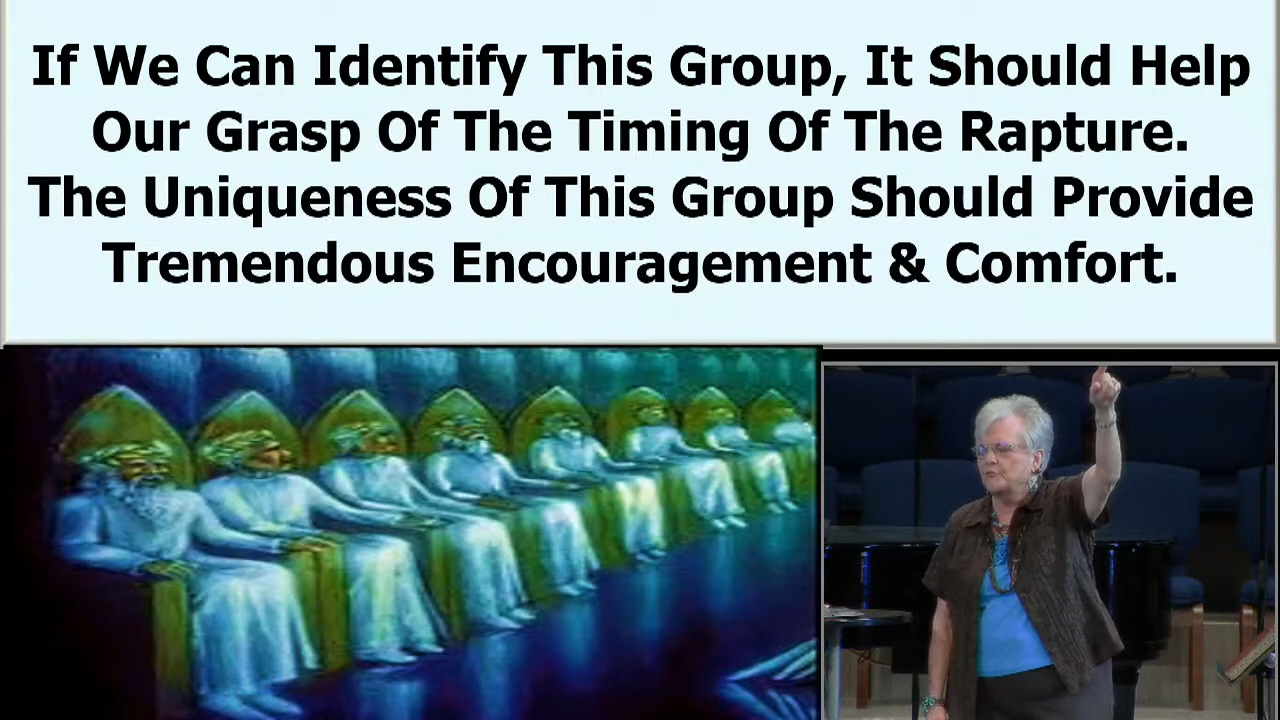 If We Can Identify This Group, It Should Help
Our Grasp Of The Timing Of The Rapture.
The Uniqueness Of This Group Should Provide
Tremendous Encouragement & Comfort.